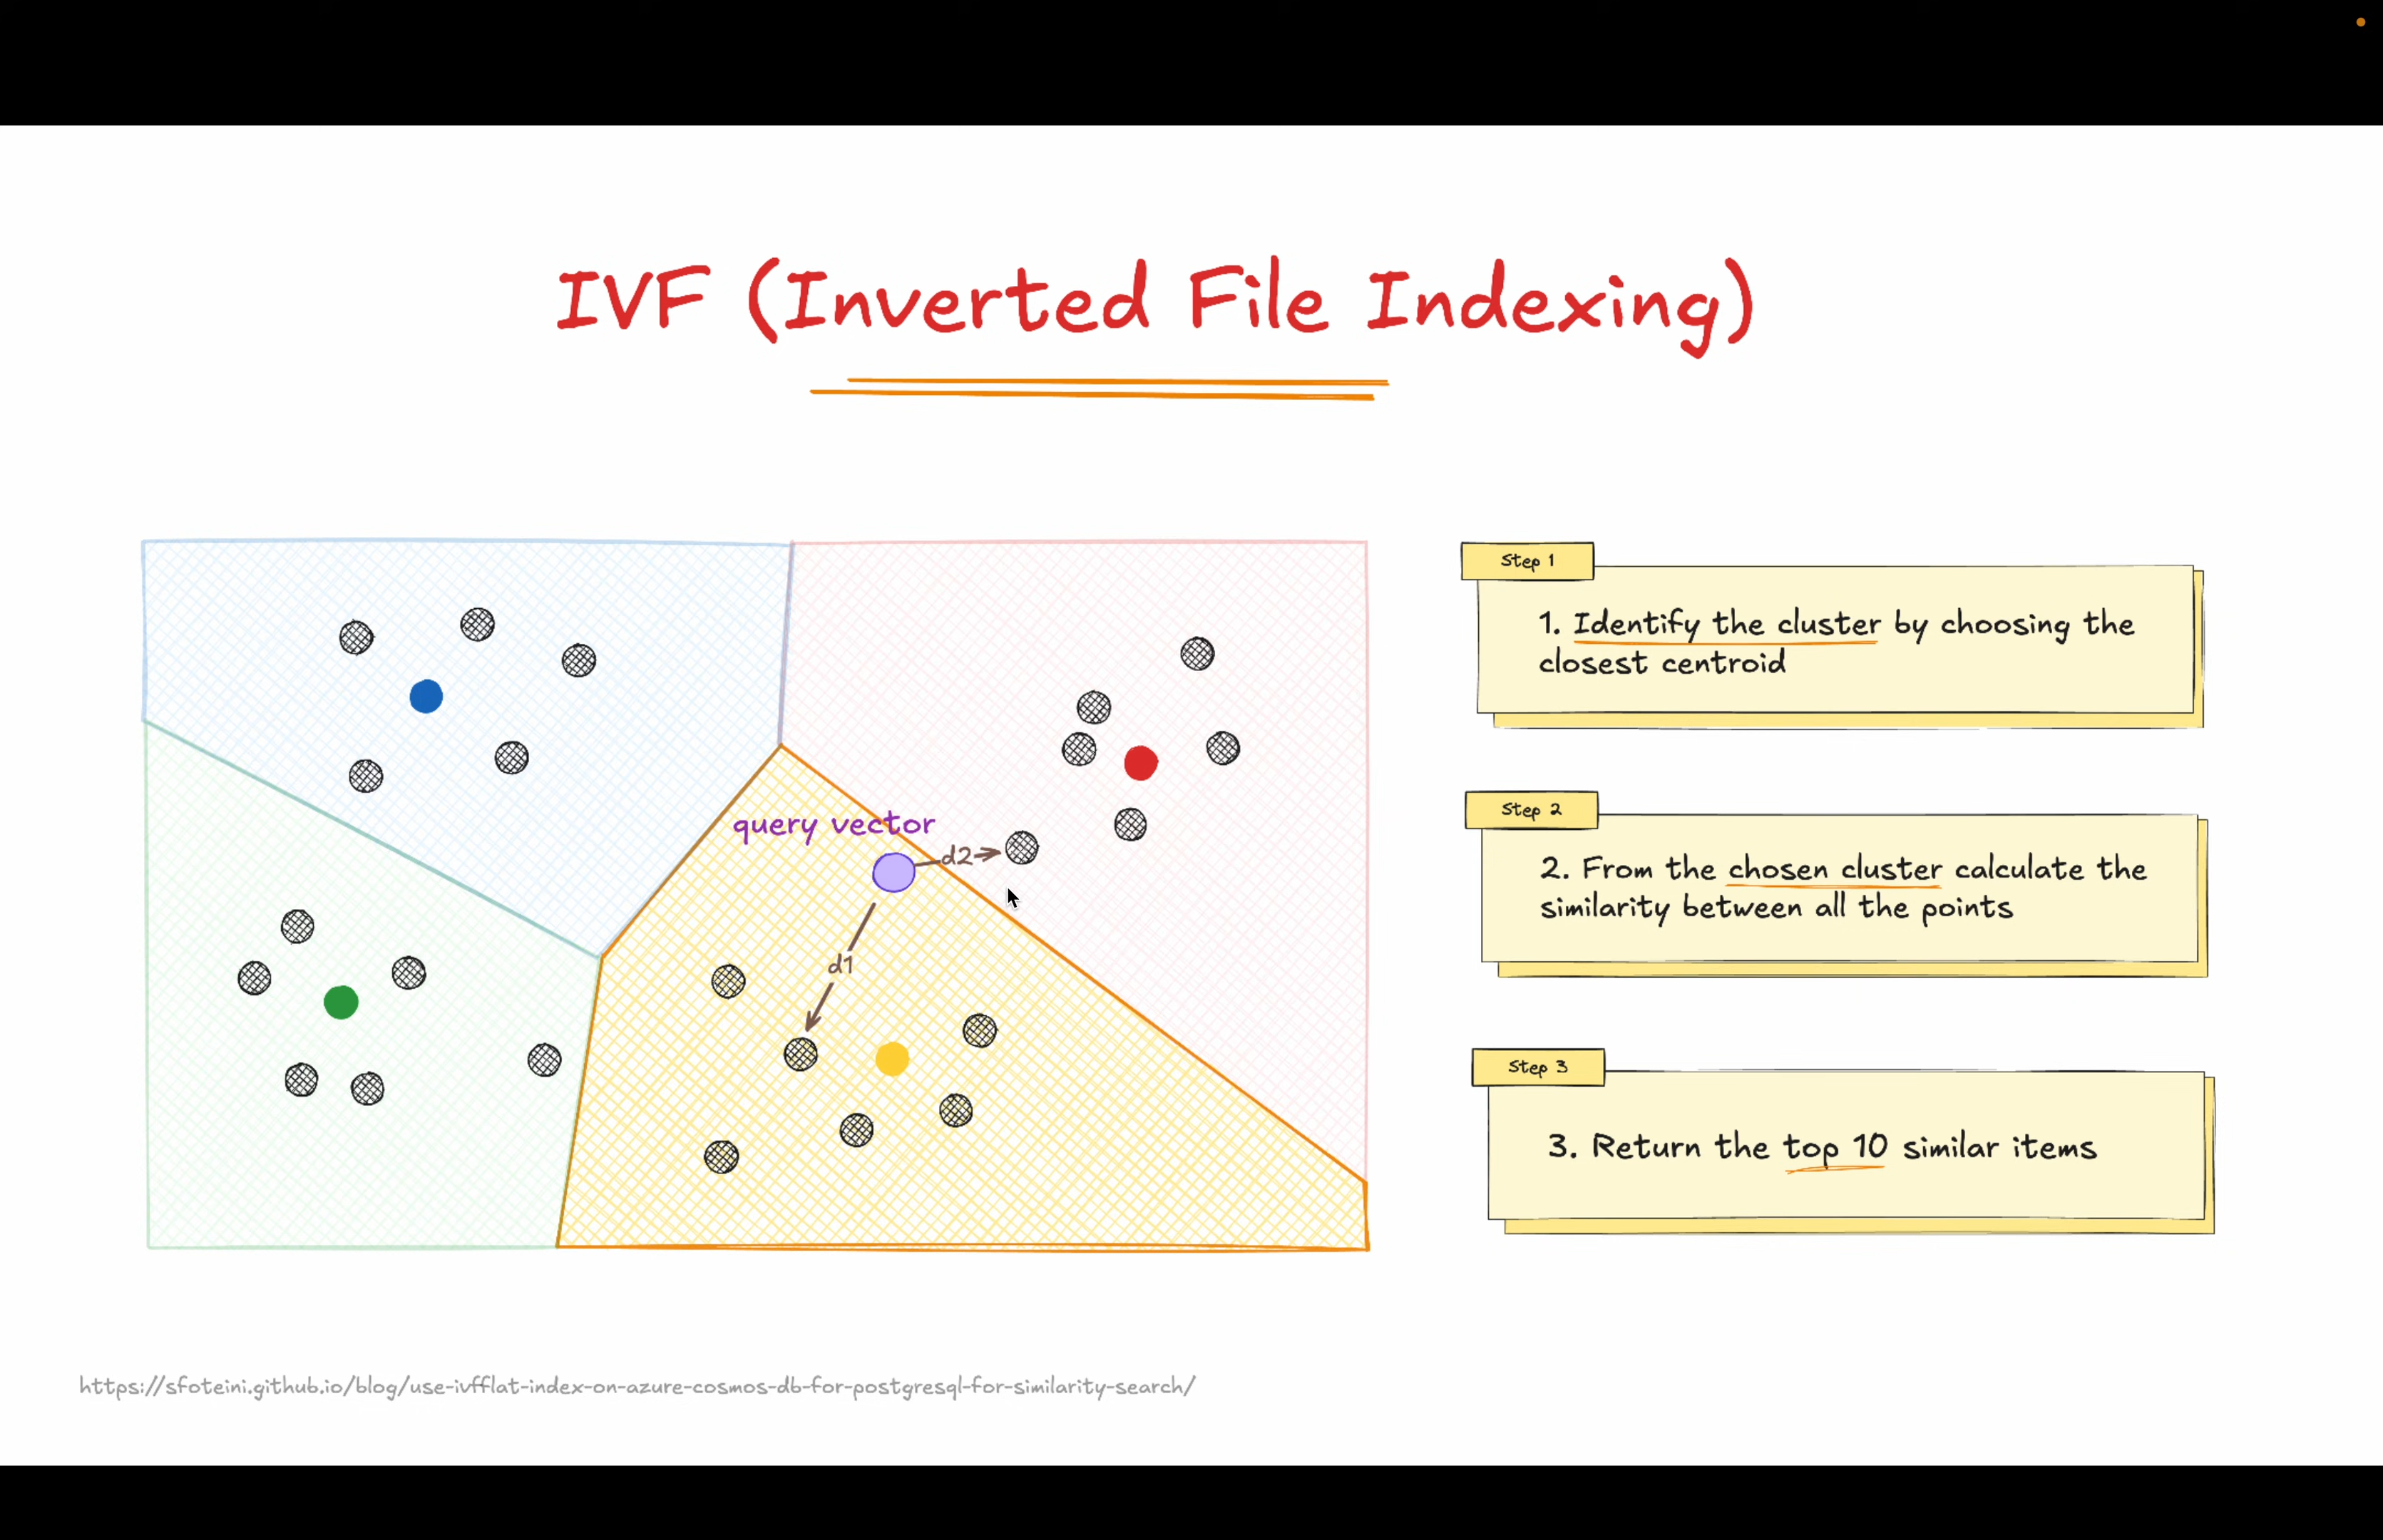 IVF (Inverted File Indexing)
query vector
d2
d1
Step 1
1. Identify the cluster by choosing the
closest centroid
Step 2
2. From the chosen cluster calculate the
similarity between all the points
Step 3
3. Return the top 10 similar items
https://sfoteini.github.io/blog/use-ivfflat-index-on-azure-cosmos-db-for-postgresql-for-similarity-search/